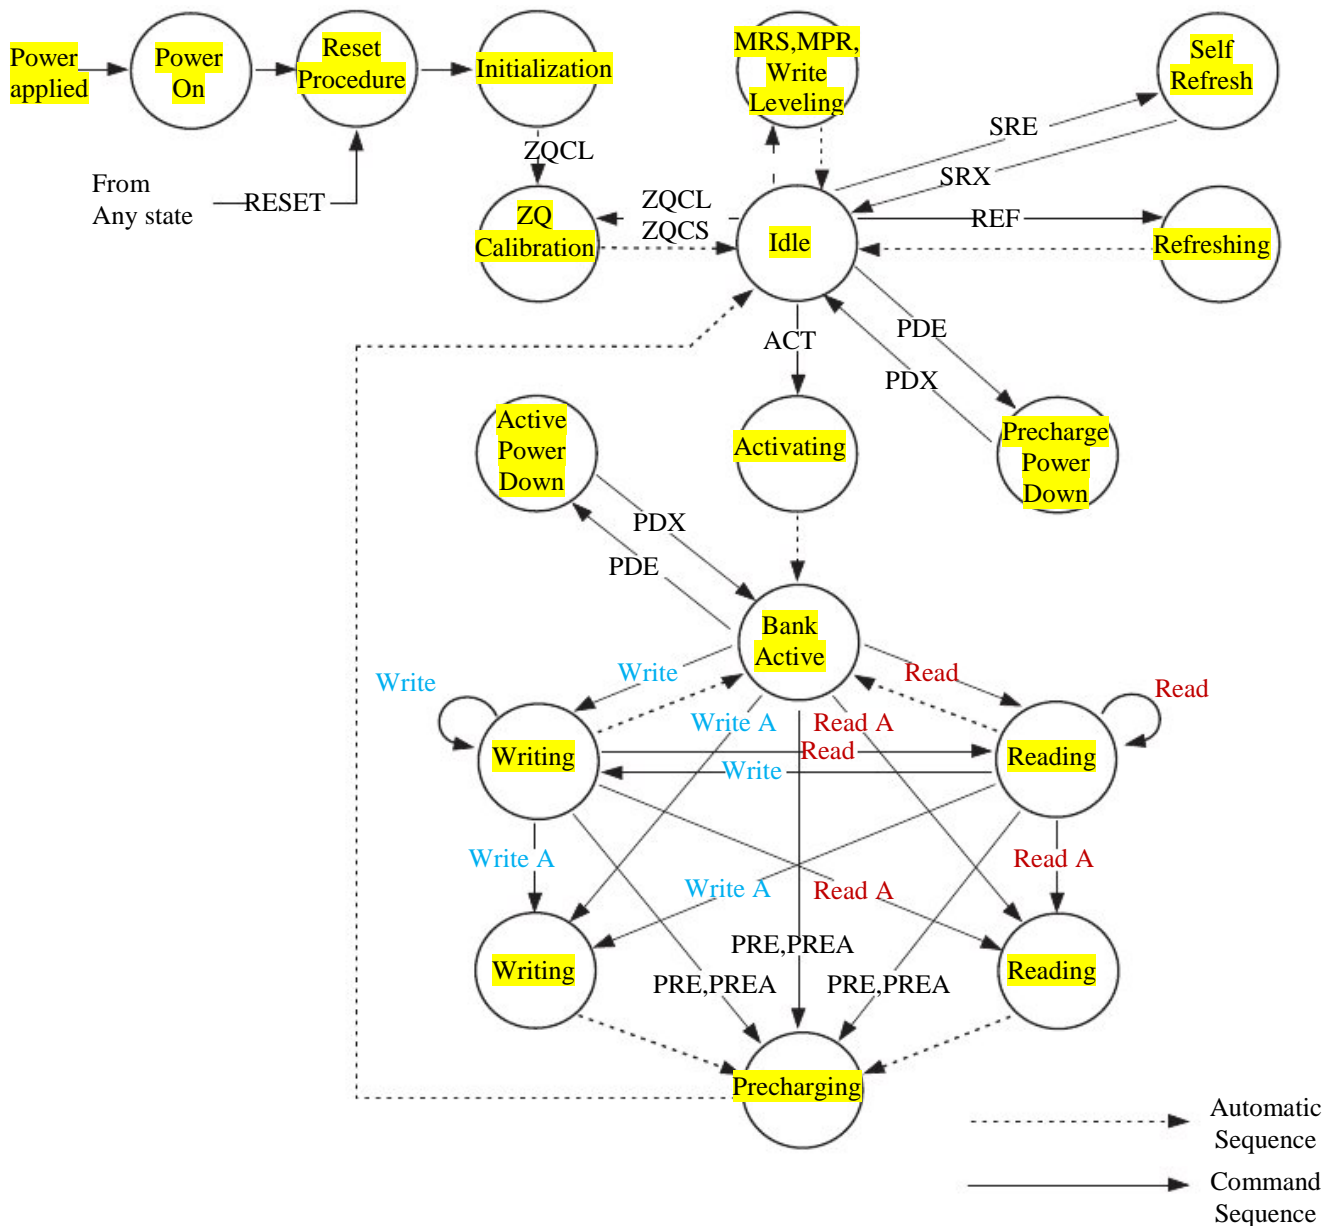 Power
applied
Power
On
Reset
Procedure
Initialization
MRS,MPR,
Write
Leveling
Self
Refresh
From
Any state
RESET
ZQCL
SRE
SRX
ZQ
Calibration
ZQCL
ZQCS
Idle
REF
Refreshing
ACT
PDE
PDX
Active
Power
Down
Activating
Precharge
Power
Down
PDX
PDE
Bank
Active
Write
Write
Read
Read
Write A
Read A
Writing
Read
Write
Reading
Write A
Write A
Read A
Read A
PRE,PREA
Writing
PRE,PREA
PRE,PREA
Reading
Precharging
Automatic
Sequence
Command
Sequence